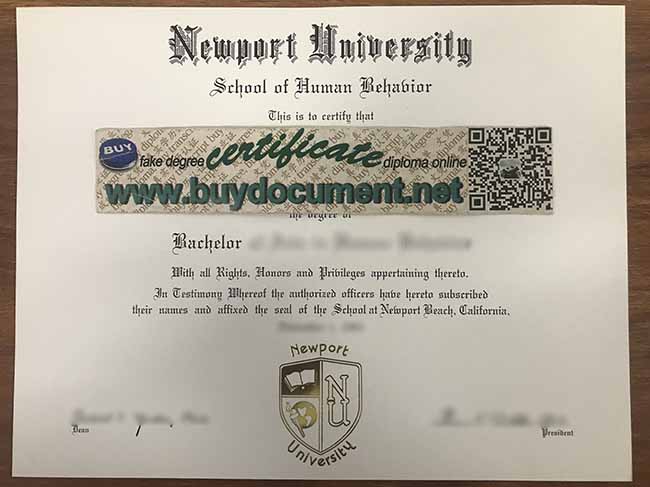 Newport University
School of Human Behavior
This is to certify that
BUY
fake degree certificate diploma online
www.buydocument.net
the degree of
Bachelor
With all Rights, Honors and Privileges appertaining thereto.
In Testimony Whereof the authorized officers have hereto subscribed
their names and affixed the seal of the School at Newport Beach, California,
Newport
NU
University
Dean
President